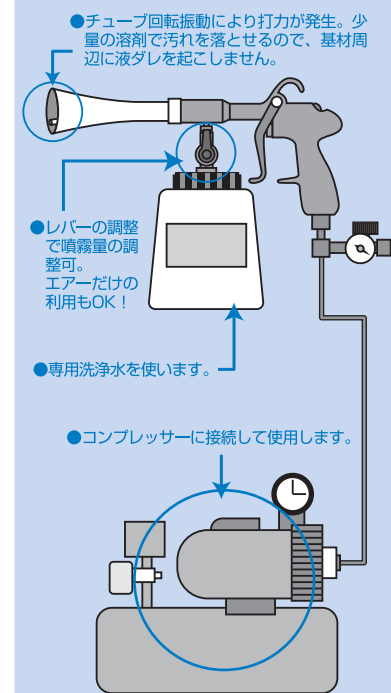 ●チューブ回転振動により打力が発生。少
量の溶剤で汚れを落とせるので、基材周
辺に液ダレを起こしません。
●レバーの調整
で噴霧量の調
整可。
エアーだけの
利用もOK！
●専用洗浄水を使います。
●コンプレッサーに接続して使用します。